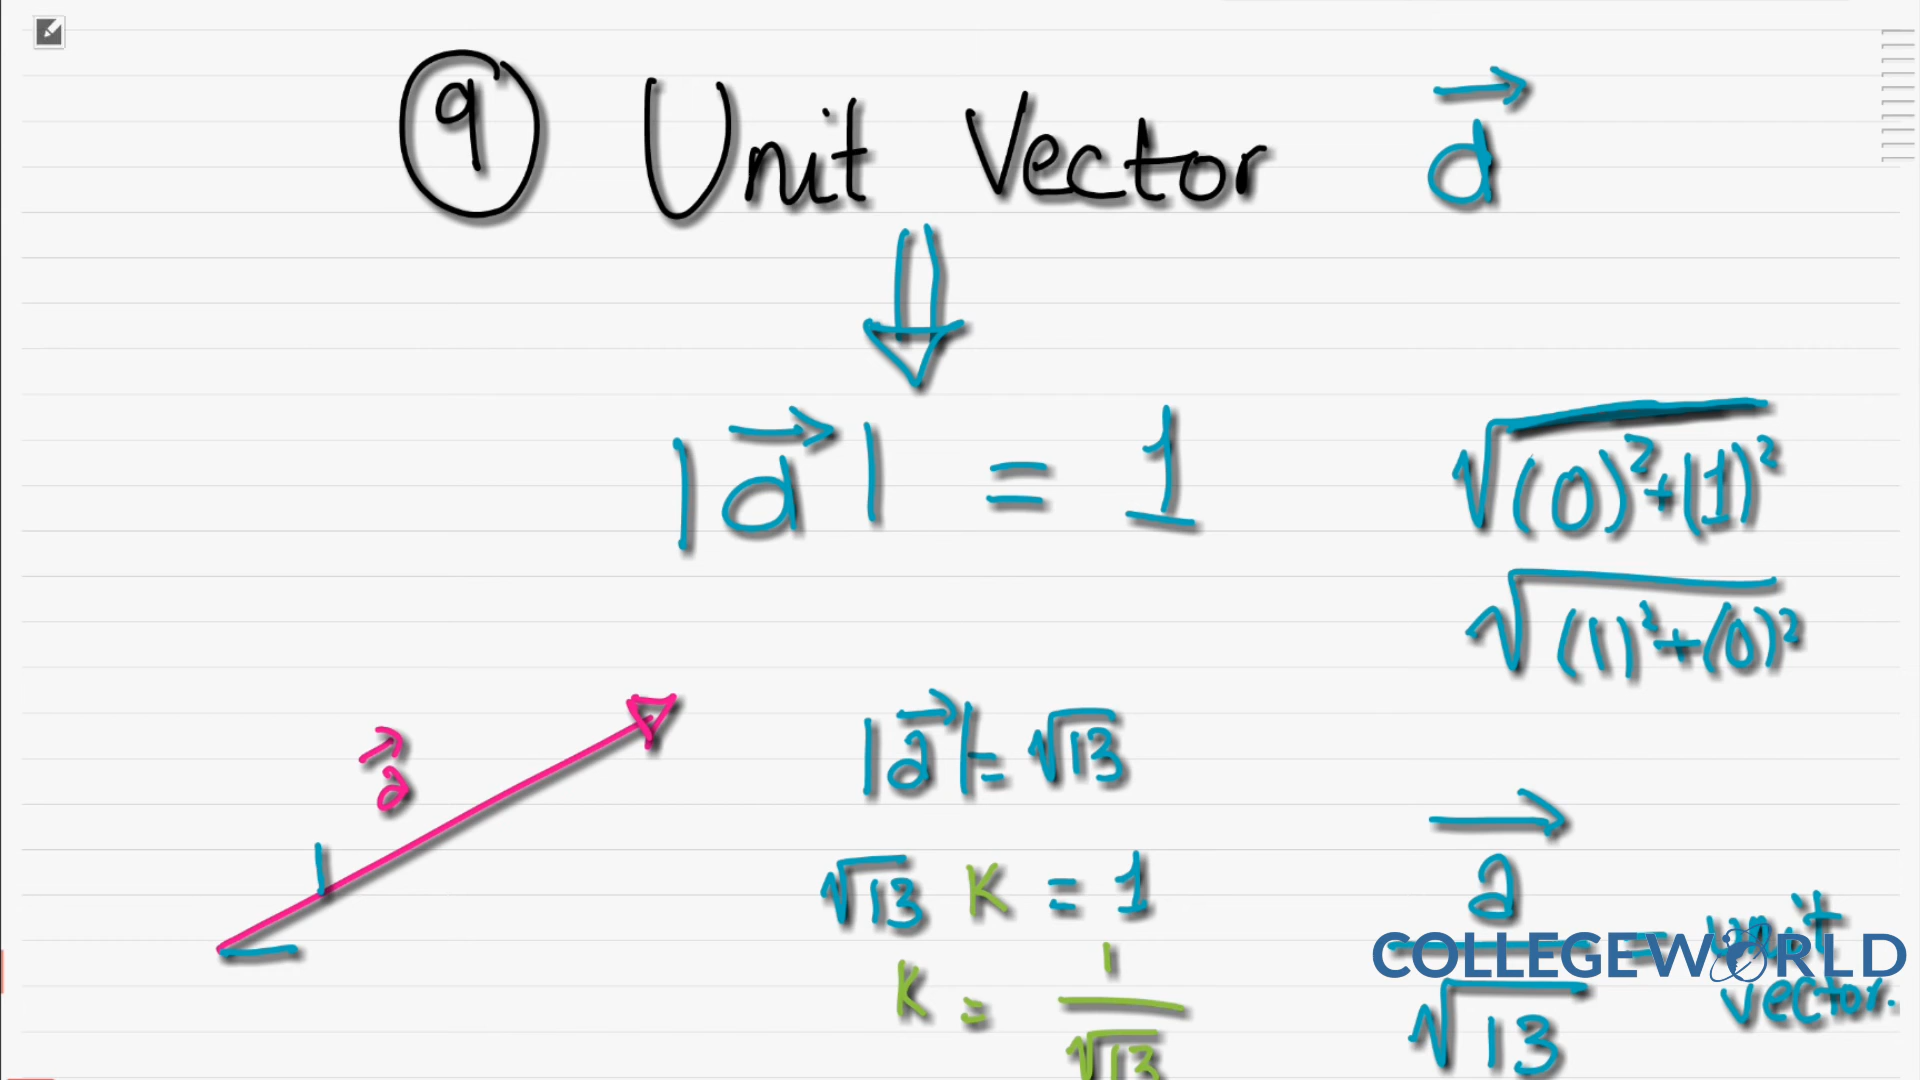 9 Unit Vector a⃗
|a⃗| = 1
√(0)²+(1)²
√(1)²+(0)²
a⃗
|a⃗| = √13
√13 K = 1
K = 1/√13
a⃗/√13 = unit vector.
COLLEGEWORLD